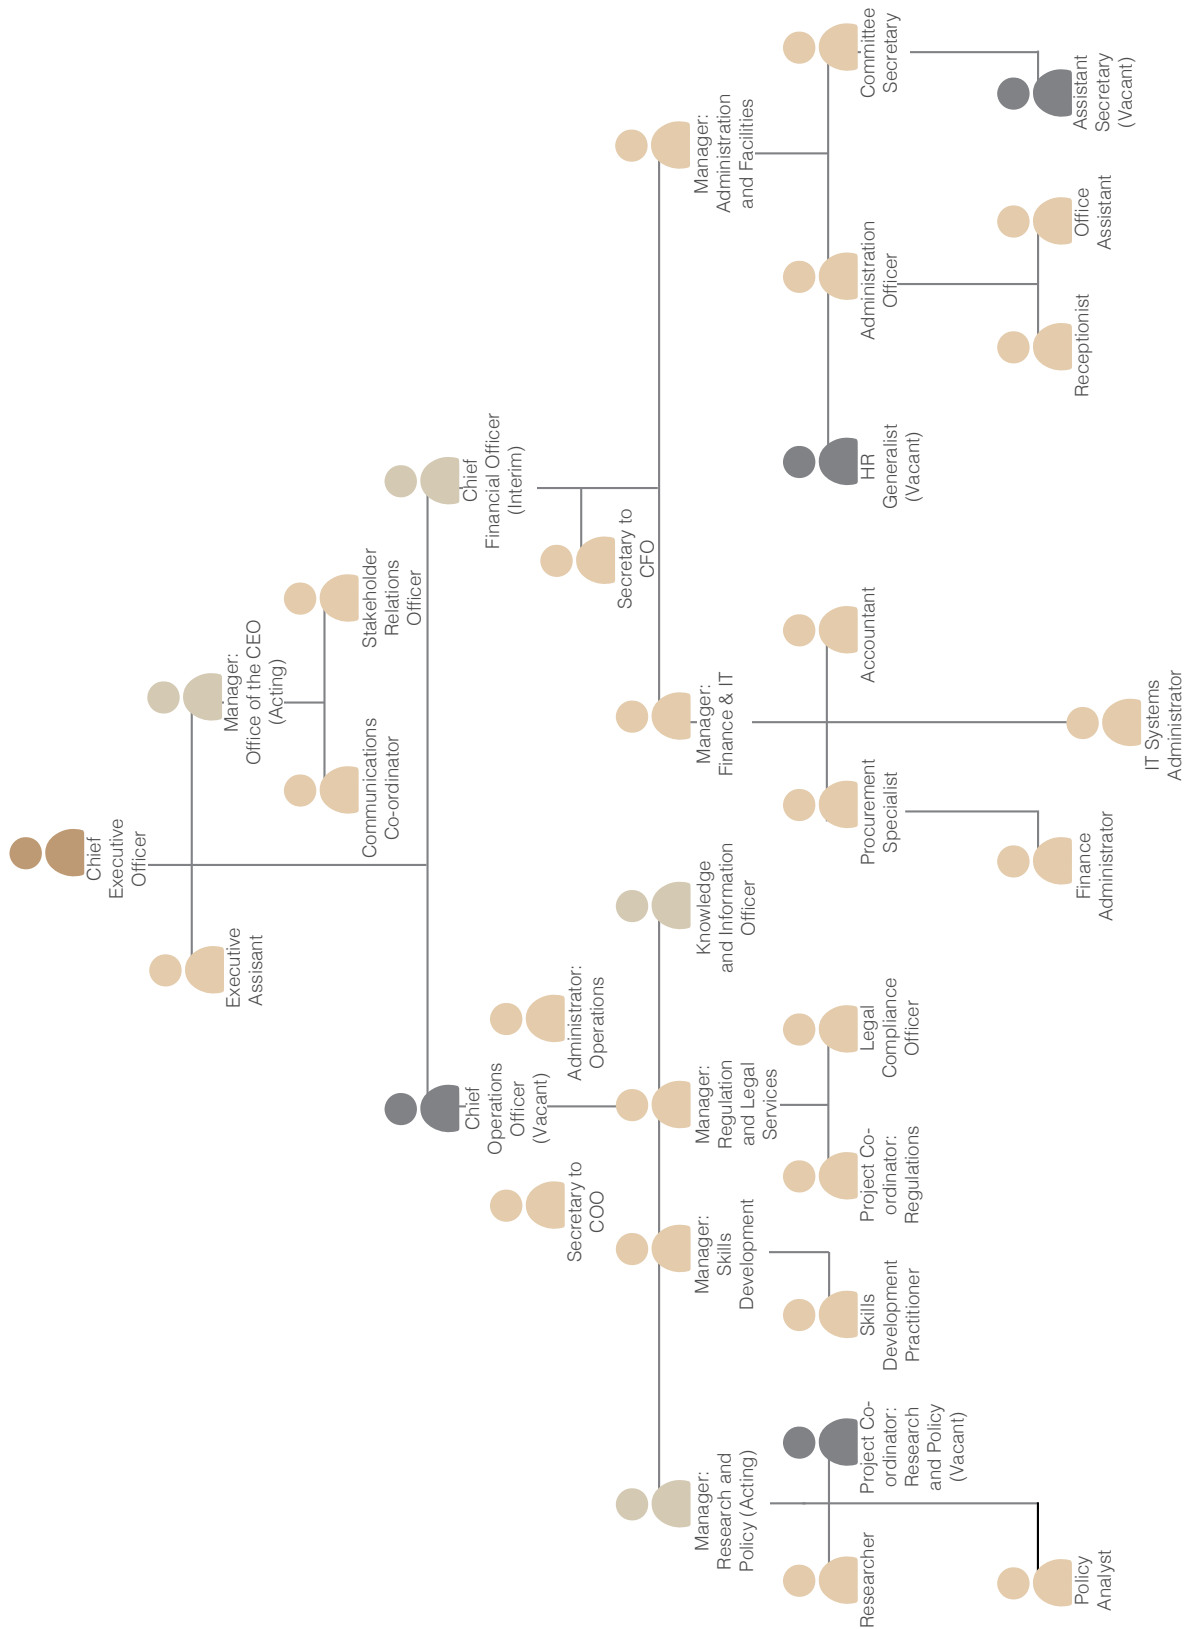 Chief
Executive
Officer
Executive
Assisant
Manager:
Office of the CEO
(Acting)
Communications
Co-ordinator
Stakeholder
Relations
Officer
Chief
Operations
Officer
(Vacant)
Chief
Financial Officer
(Interim)
Secretary to
COO
Administrator:
Operations
Secretary to
CFO
Manager:
Research and
Policy (Acting)
Manager:
Skills
Development
Manager:
Regulation
and Legal
Services
Knowledge
and Information
Officer
Manager:
Finance & IT
Manager:
Administration
and Facilities
Researcher
Project Co-
ordinator:
Research
and Policy
(Vacant)
Skills
Development
Practitioner
Project Co-
ordinator:
Regulations
Legal
Compliance
Officer
Procurement
Specialist
Accountant
HR
Generalist
(Vacant)
Administration
Officer
Committee
Secretary
Policy
Analyst
Finance
Administrator
IT Systems
Administrator
Receptionist
Office
Assistant
Assistant
Secretary
(Vacant)